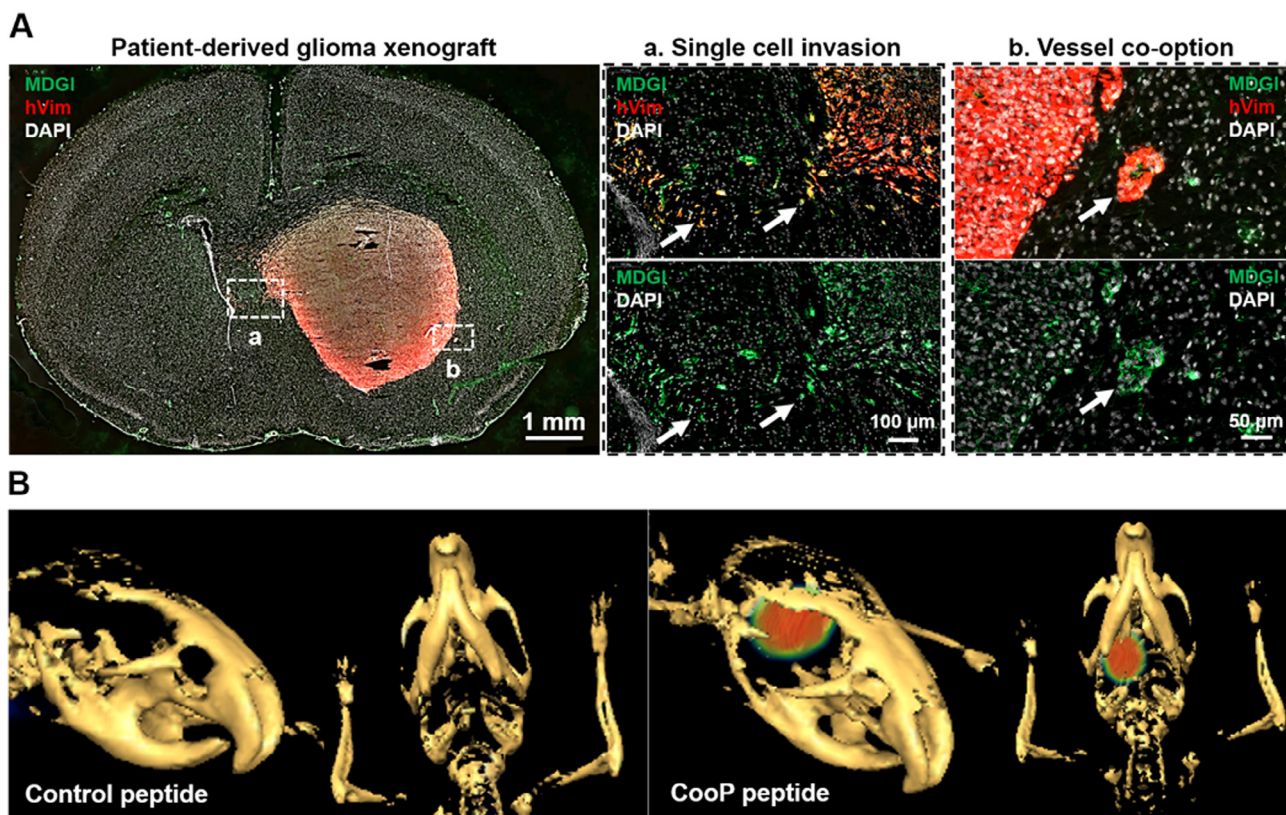 A
Patient-derived glioma xenograft
MDGI
hVim
DAPI
a
b
1 mm
a. Single cell invasion
MDGI
hVim
DAPI
MDGI
DAPI
100 µm
b. Vessel co-option
MDGI
hVim
DAPI
MDGI
DAPI
50 µm
B
Control peptide
CooP peptide